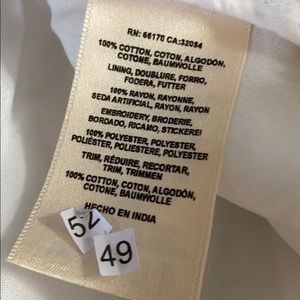 RN: 66170 CA:32054
100% COTTON, COTON, ALGODÓN,
COTONE, BAUMWOLLE
LINING, DOUBLURE, FORRO,
FODERA, FUTTER
100% RAYON, RAYONNE,
SEDA ARTIFICIAL, RAYON, RAYON
EMBROIDERY, BRODERIE,
BORDADO, RICAMO, STICKEREI
100% POLYESTER, POLYESTER,
POLIÉSTER, POLIESTERE, POLYESTER
TRIM, RÉDUIRE, RECORTAR,
TRIM, TRIMMEN
100% COTTON, COTON, ALGODÓN,
COTONE, BAUMWOLLE
HECHO EN INDIA
52
49